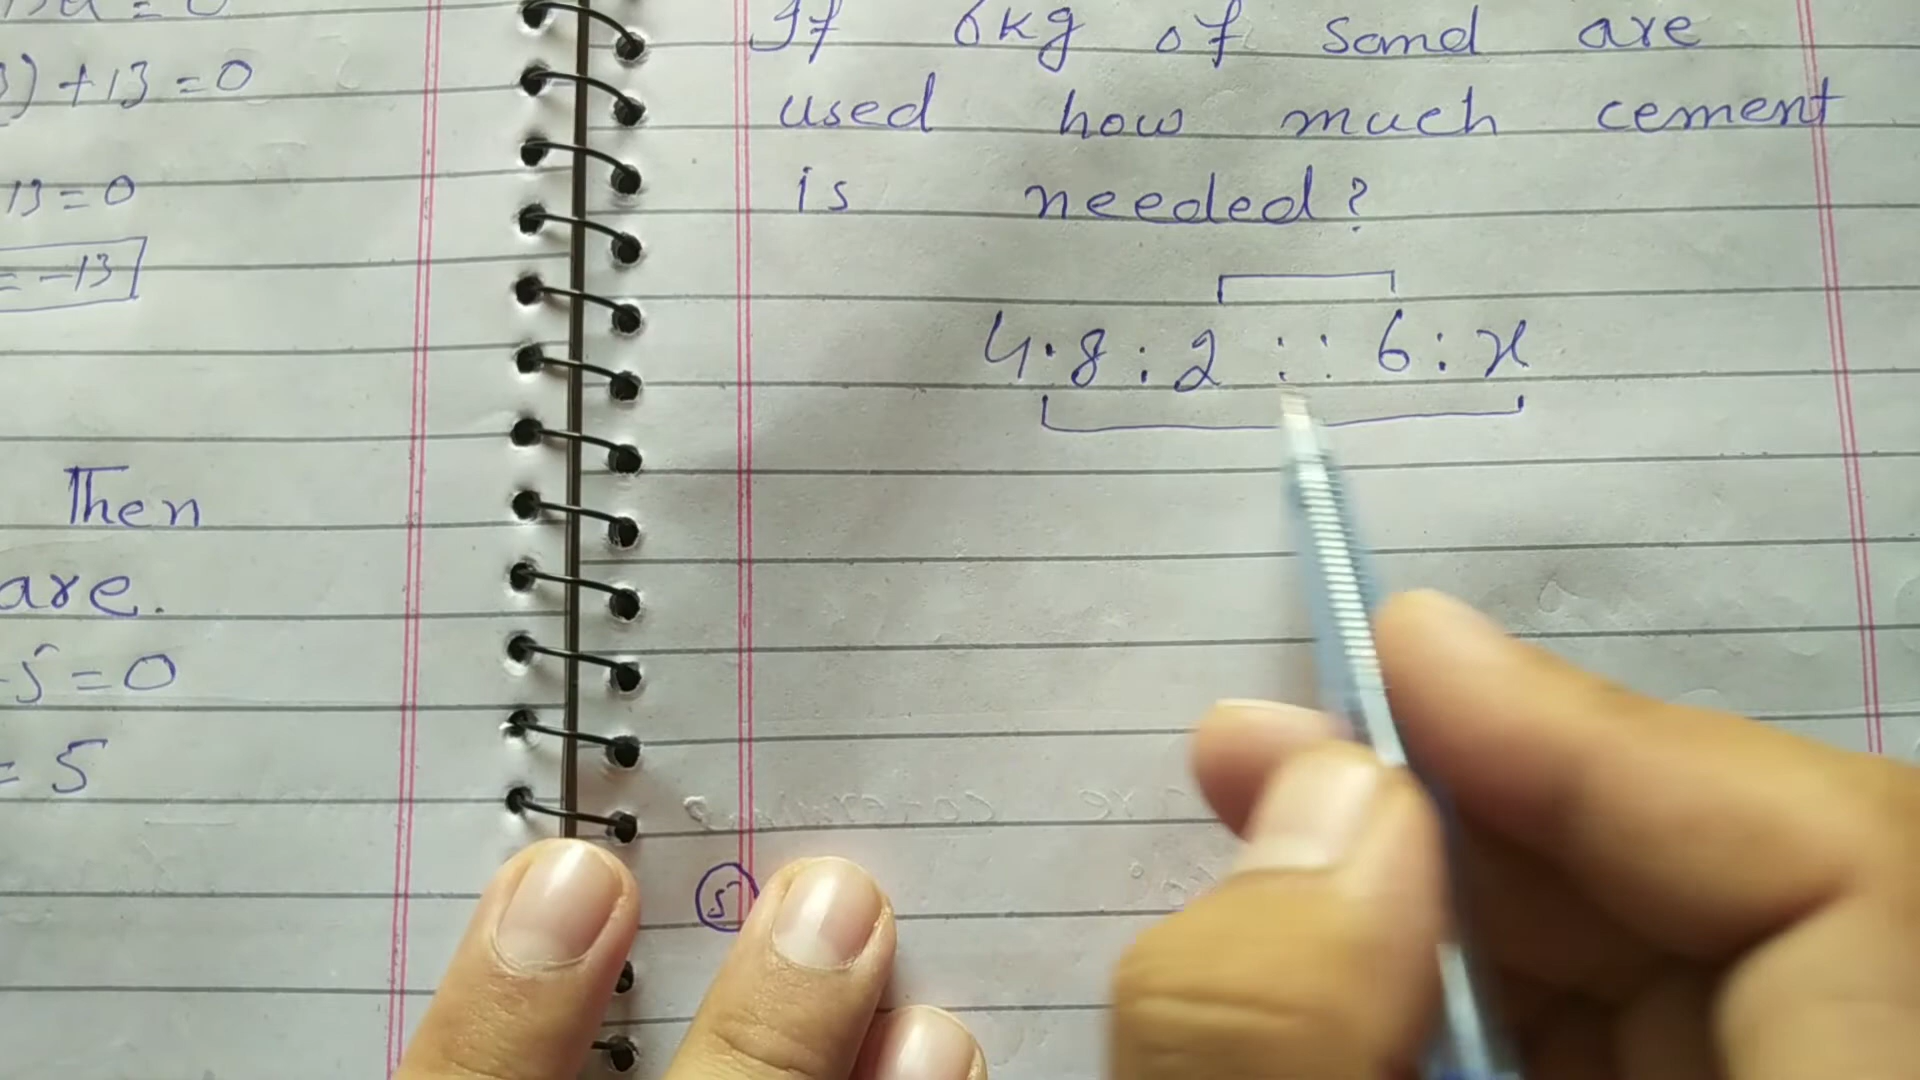 ) + 13 = 0
13 = 0
= -13
Then
are.
5 = 0
= 5
If 6kg of sand are
used how much cement
is needed?
4.8 : 2 :: 6 : x
5